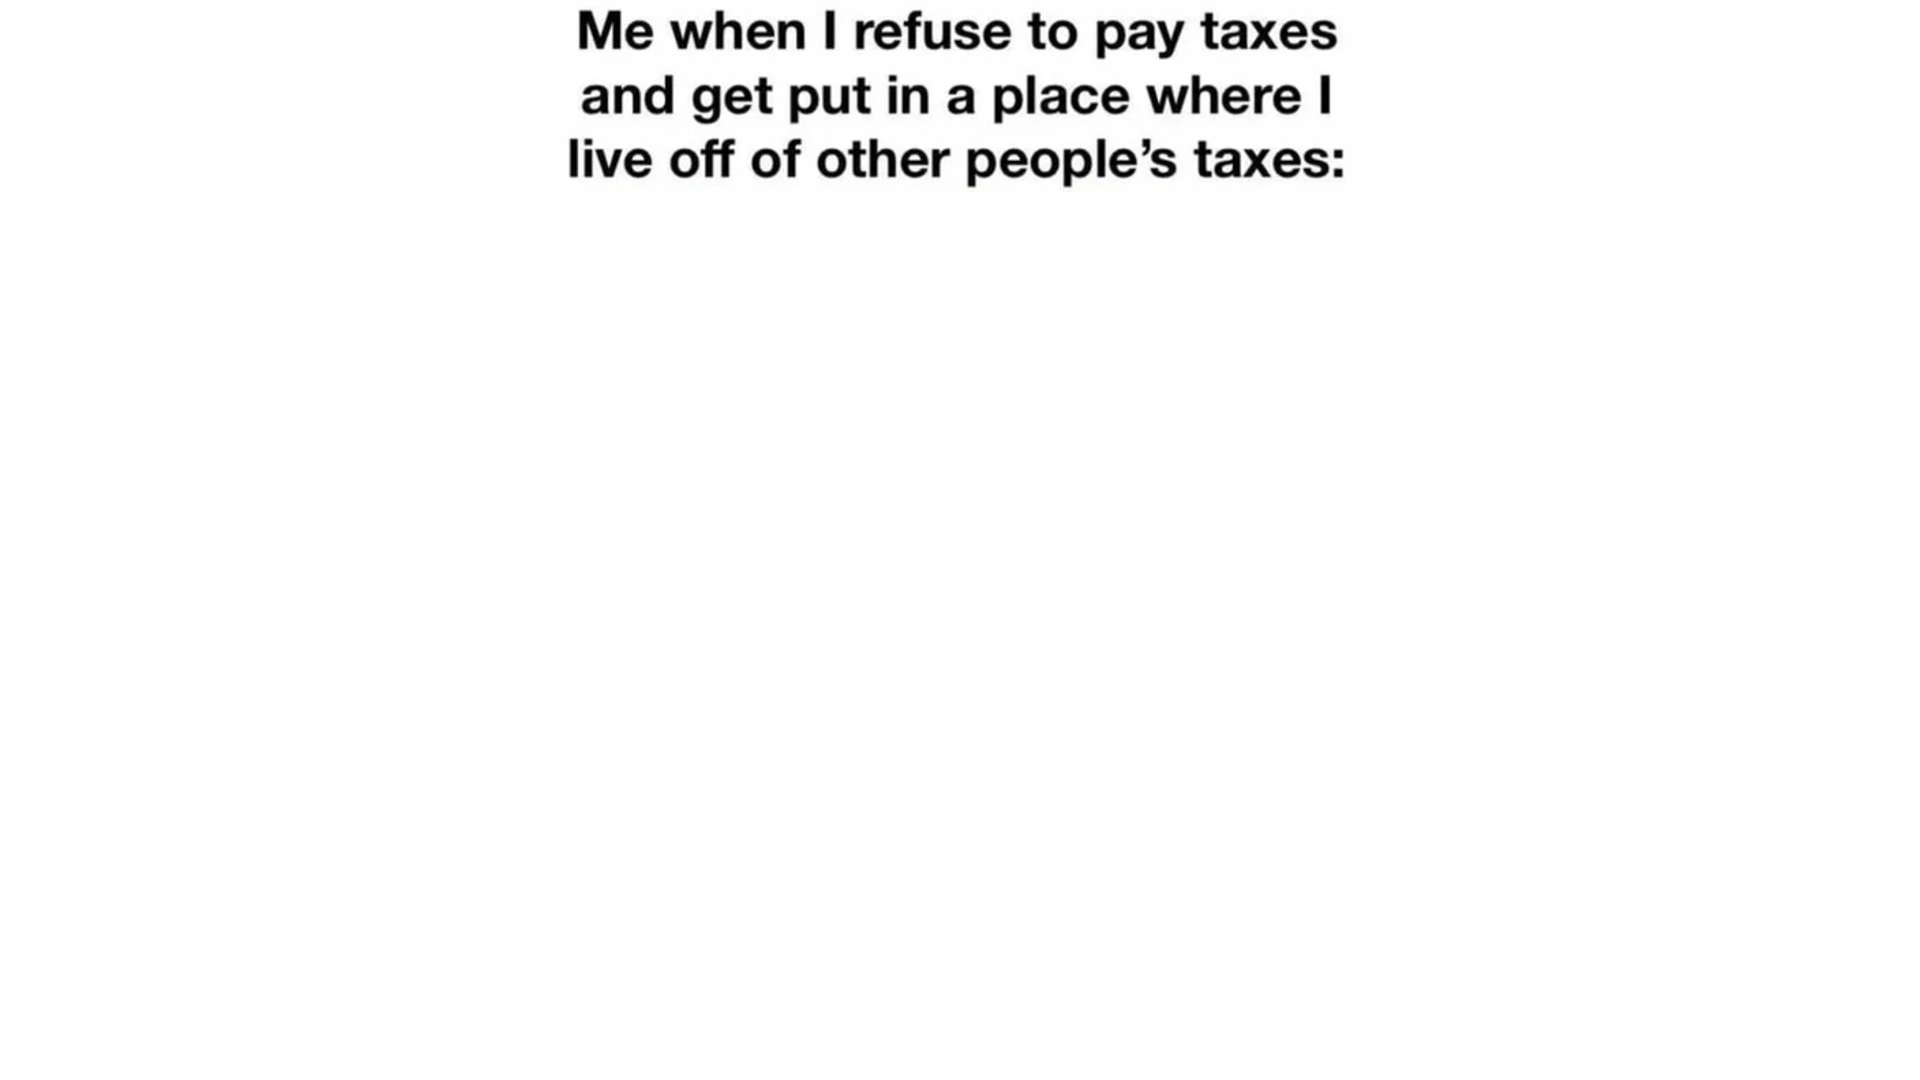 Me when I refuse to pay taxes
and get put in a place where I
live off of other people’s taxes: